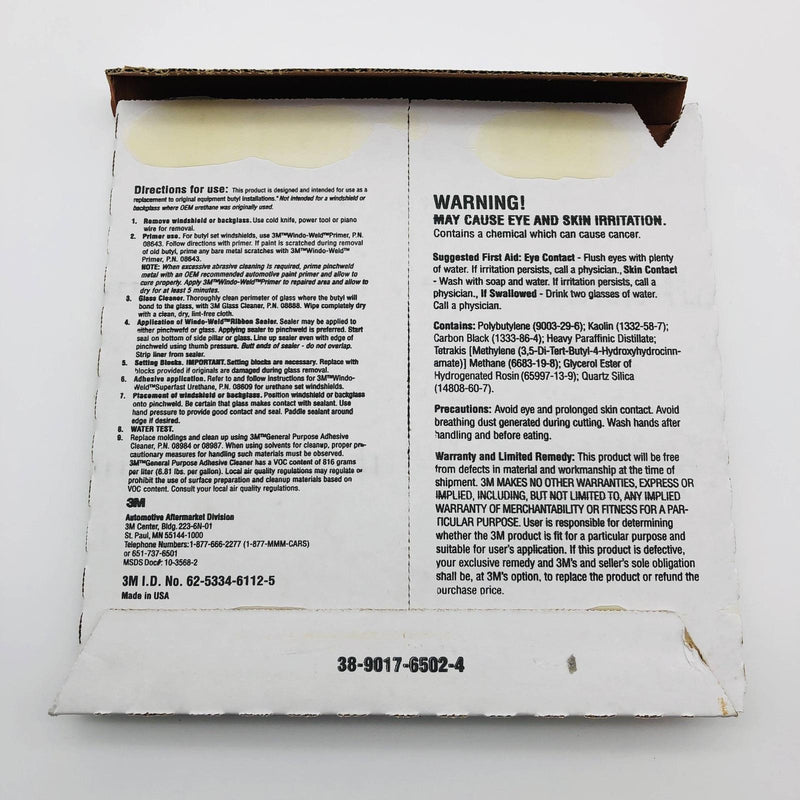 Directions for use: This product is designed and intended for use as a
replacement to original equipment butyl installations.* Not intended for a windshield or
backglass where OEM urethane was originally used.
1. Remove windshield or backglass. Use cold knife, power tool or piano
wire for removal.
2. Primer use. For butyl set windshields, use 3M™Windo-Weld™Primer, P.N.
08643. Follow directions with primer. If paint is scratched during removal
of old butyl, prime any bare metal scratches with 3M™Windo-Weld™
Primer, P.N. 08643.
NOTE: When excessive abrasive cleaning is required, prime pinchweld
metal with an OEM recommended automotive paint primer and allow to
cure properly. Apply 3M™Windo-Weld™Primer to repaired area and allow to
dry for at least 5 minutes.
3. Glass Cleaner. Thoroughly clean perimeter of glass where the butyl will
bond to the glass, with 3M Glass Cleaner, P.N. 08888. Wipe completely dry
with a clean, dry, lint-free cloth.
4. Application of Windo-Weld™Ribbon Sealer. Sealer may be applied to
either pinchweld or glass. Applying sealer to pinchweld is preferred. Start
seal on bottom of side pillar or glass. Line up sealer even with edge of
pinchweld using thumb pressure. Butt ends of sealer - do not overlap.
Strip liner from sealer.
5. Setting Blocks. IMPORTANT. Setting blocks are necessary. Replace with
blocks provided if originals are damaged during glass removal.
6. Adhesive application. Refer to and follow instructions for 3M™Windo-
Weld™Superfast Urethane, P.N. 08609 for urethane set windshields.
7. Placement of windshield or backglass. Position windshield or backglass
onto pinchweld. Be certain that glass makes contact with sealant. Use
hand pressure to provide good contact and seal. Paddle sealant around
edge if desired.
8. WATER TEST.
9. Replace moldings and clean up using 3M™General Purpose Adhesive
Cleaner, P.N. 08984 or 08987. When using solvents for cleanup, proper pre-
cautionary measures for handling such materials must be observed.
3M™General Purpose Adhesive Cleaner has a VOC content of 816 grams
per liter (6.81 lbs. per gallon). Local air quality regulations may regulate or
prohibit the use of surface preparation and cleanup materials based on
VOC content. Consult your local air quality regulations.
3M
Automotive Aftermarket Division
3M Center, Bldg. 223-6N-01
St. Paul, MN 55144-1000
Telephone Numbers:1-877-666-2277 (1-877-MMM-CARS)
or 651-737-6501
MSDS Doc#: 10-3568-2
3M I.D. No. 62-5334-6112-5
Made in USA
WARNING!
MAY CAUSE EYE AND SKIN IRRITATION.
Contains a chemical which can cause cancer.
Suggested First Aid: Eye Contact - Flush eyes with plenty
of water. If irritation persists, call a physician., Skin Contact
- Wash with soap and water. If irritation persists, call a
physician., If Swallowed - Drink two glasses of water.
Call a physician.
Contains: Polybutylene (9003-29-6); Kaolin (1332-58-7);
Carbon Black (1333-86-4); Heavy Paraffinic Distillate;
Tetrakis [Methylene (3,5-Di-Tert-Butyl-4-Hydroxyhydrocinn-
amate)] Methane (6683-19-8); Glycerol Ester of
Hydrogenated Rosin (65997-13-9); Quartz Silica
(14808-60-7).
Precautions: Avoid eye and prolonged skin contact. Avoid
breathing dust generated during cutting. Wash hands after
handling and before eating.
Warranty and Limited Remedy: This product will be free
from defects in material and workmanship at the time of
shipment. 3M MAKES NO OTHER WARRANTIES, EXPRESS OR
IMPLIED, INCLUDING, BUT NOT LIMITED TO, ANY IMPLIED
WARRANTY OF MERCHANTABILITY OR FITNESS FOR A PAR-
TICULAR PURPOSE. User is responsible for determining
whether the 3M product is fit for a particular purpose and
suitable for user's application. If this product is defective,
your exclusive remedy and 3M's and seller's sole obligation
shall be, at 3M's option, to replace the product or refund the
purchase price.
38-9017-6502-4